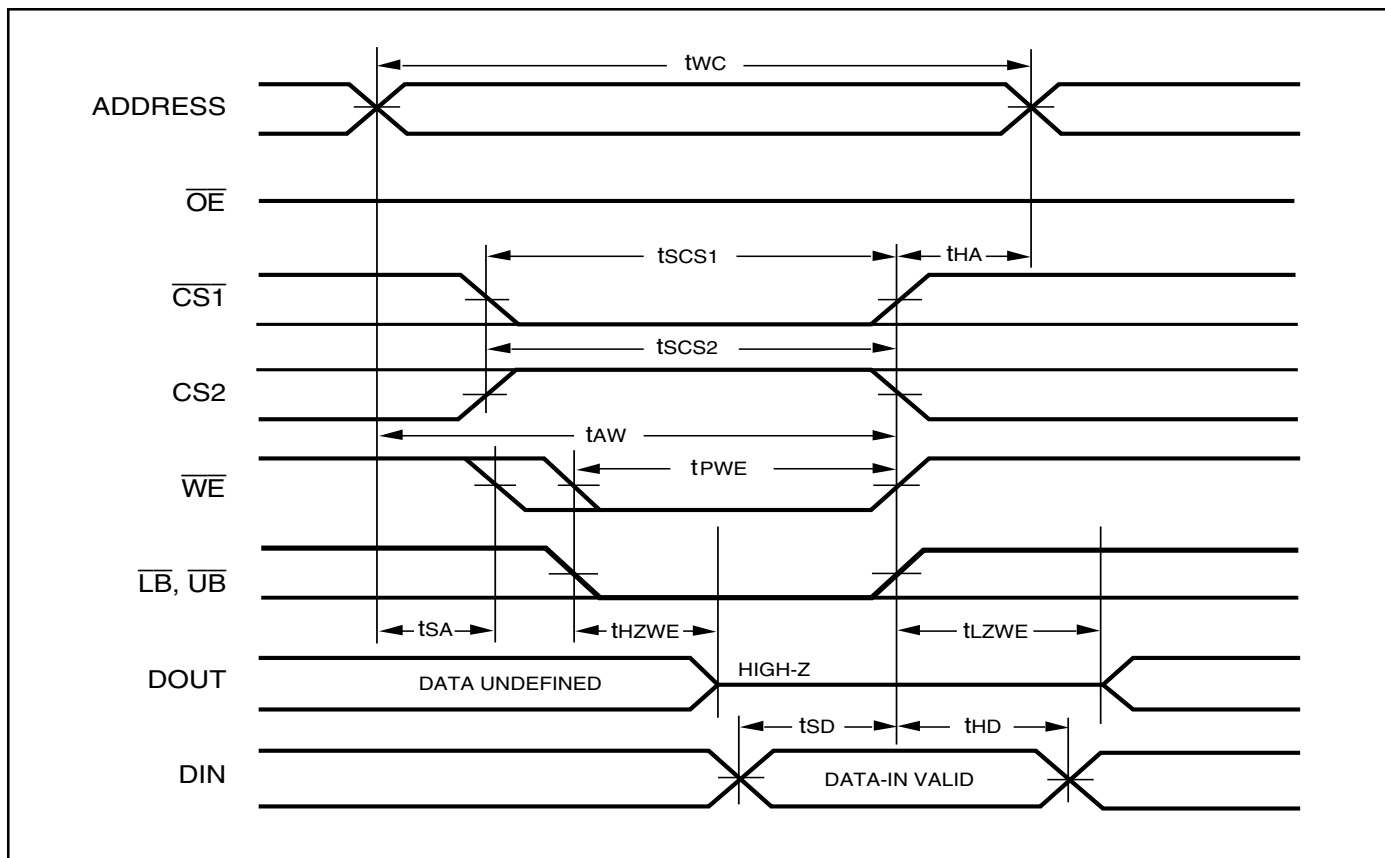 tWC
ADDRESS
OE
tSCS1
tHA
CS1
tSCS2
CS2
tAW
tPWE
WE
LB, UB
tSA
tHZWE
tLZWE
DOUT
DATA UNDEFINED
HIGH-Z
tSD
tHD
DIN
DATA-IN VALID